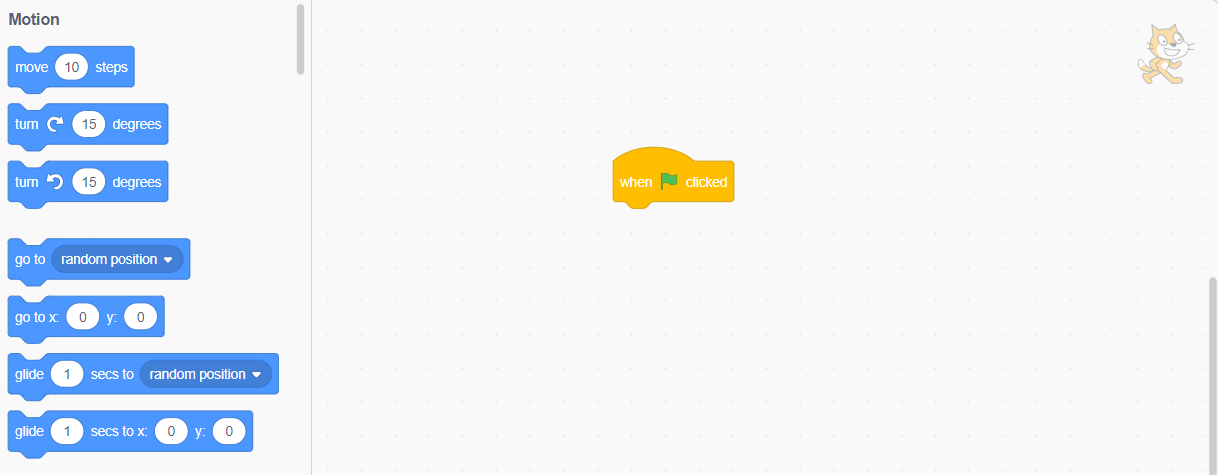 Motion
move 10 steps
turn 15 degrees
turn 15 degrees
go to random position
go to x: 0 y: 0
glide 1 secs to random position
glide 1 secs to x: 0 y: 0
when clicked